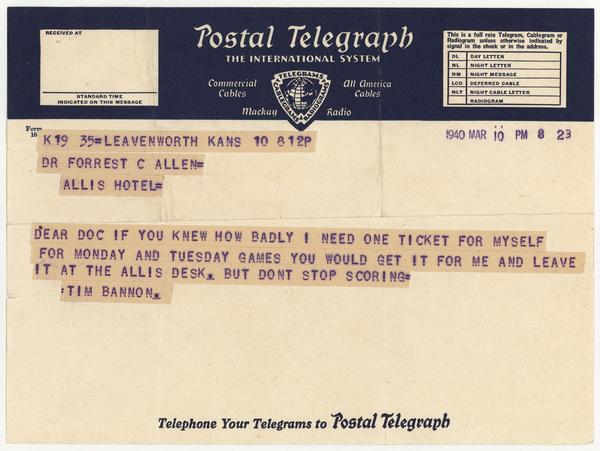 RECEIVED AT
STANDARD TIME
INDICATED ON THIS MESSAGE
Postal Telegraph
THE INTERNATIONAL SYSTEM
Commercial Cables
All America Cables
Mackay Radio
TELEGRAMS
CABLEGRAMS
RADIOGRAMS
This is a full rate Telegram, Cablegram or
Radiogram unless otherwise indicated by
signal in the check or in the address.
DL DAY LETTER
NL NIGHT LETTER
NM NIGHT MESSAGE
LCO DEFERRED CABLE
NLT NIGHT CABLE LETTER
RADIOGRAM
Form
16
K19 35=LEAVENWORTH KANS 10 812P
1940 MAR 10 PM 8 23
DR FORREST C ALLEN=
ALLIS HOTEL=
DEAR DOC IF YOU KNEW HOW BADLY I NEED ONE TICKET FOR MYSELF
FOR MONDAY AND TUESDAY GAMES YOU WOULD GET IT FOR ME AND LEAVE
IT AT THE ALLIS DESK. BUT DONT STOP SCORING=
=TIM BANNON.
Telephone Your Telegrams to Postal Telegraph